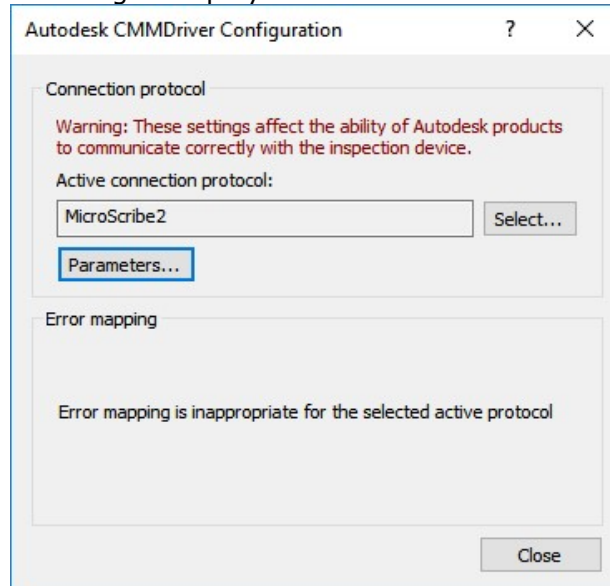 Autodesk CMMDriver Configuration ? ×
Connection protocol
Warning: These settings affect the ability of Autodesk products
to communicate correctly with the inspection device.
Active connection protocol:
MicroScribe2 Select...
Parameters...
Error mapping
Error mapping is inappropriate for the selected active protocol
Close